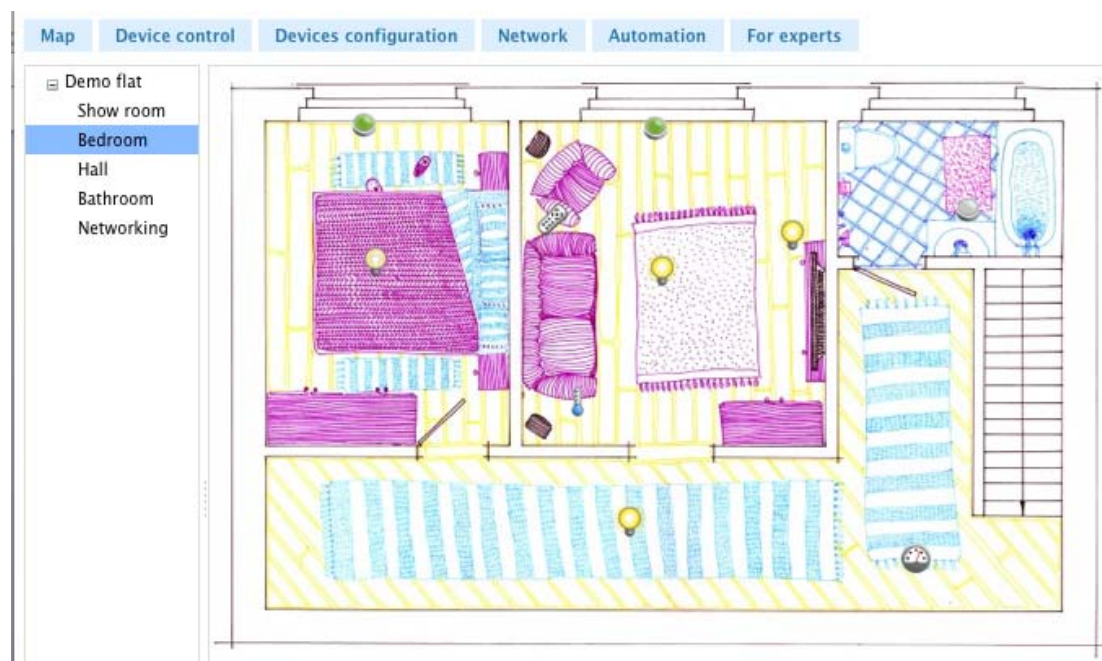 Map Device control Devices configuration Network Automation For experts
Demo flat
Show room
Bedroom
Hall
Bathroom
Networking